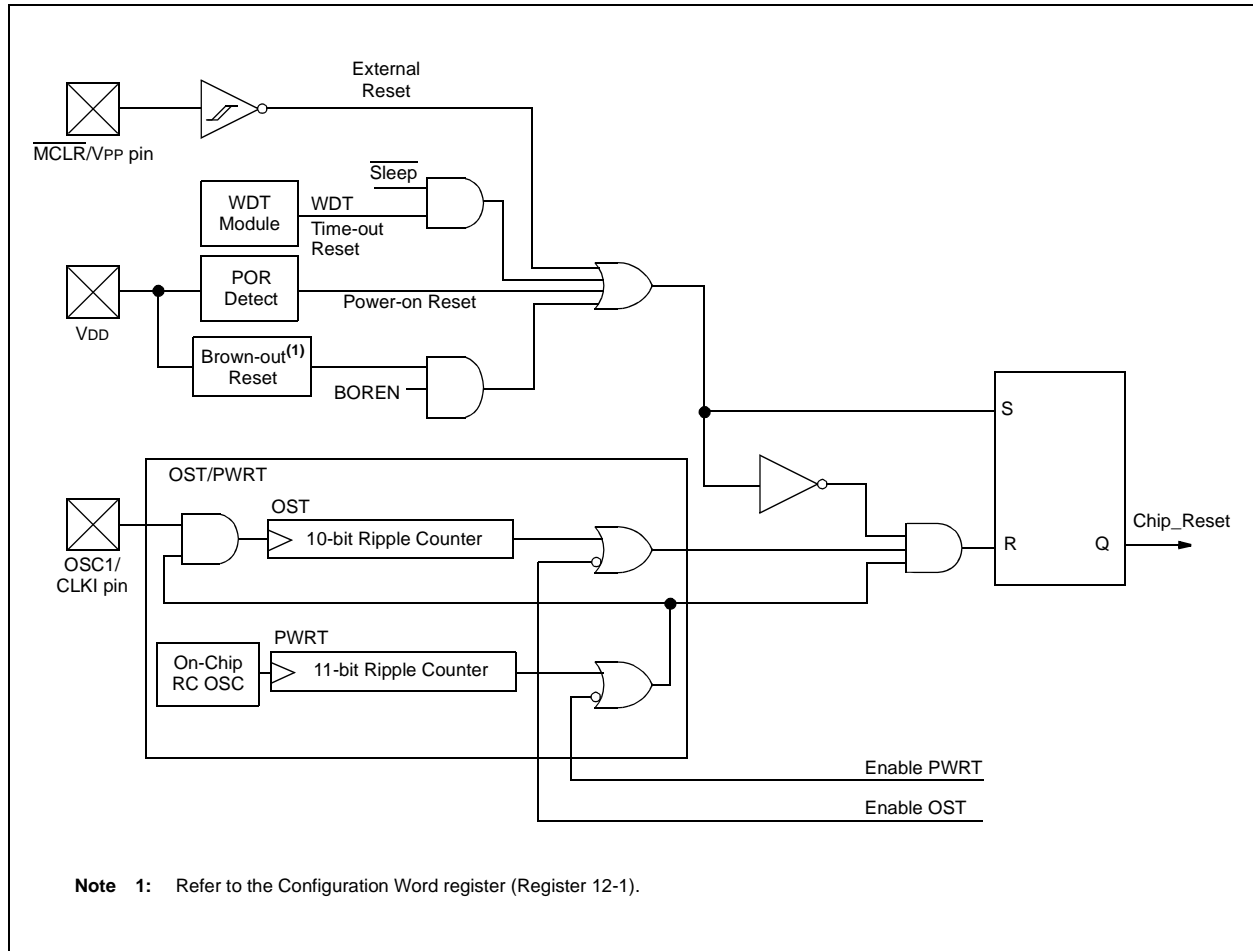 External
Reset
MCLR/VPP pin
Sleep
WDT
Module
WDT
Time-out
Reset
POR
Detect
Power-on Reset
VDD
Brown-out(1)
Reset
BOREN
S
OST/PWRT
OST
10-bit Ripple Counter
OSC1/
CLKI pin
R
Q
Chip_Reset
PWRT
On-Chip
RC OSC
11-bit Ripple Counter
Enable PWRT
Enable OST
Note 1: Refer to the Configuration Word register (Register 12-1).